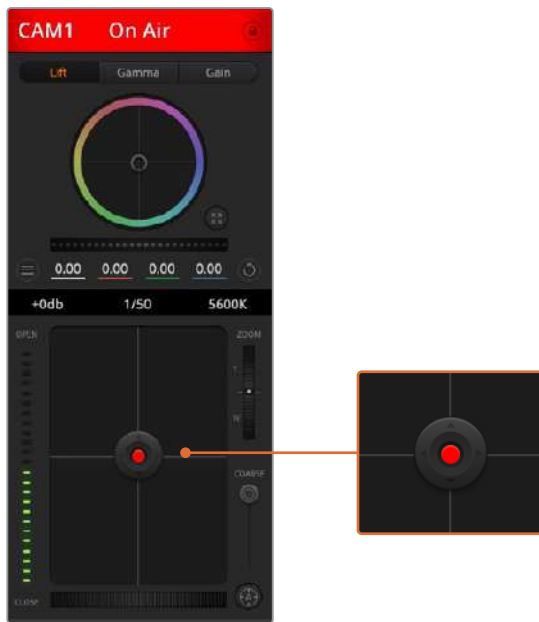 CAM1 On Air
Lift Gamma Gain
0.00 0.00 0.00 0.00
+0db 1/50 5600K
OPEN ZOOM
T
W
COARSE
CLOSE